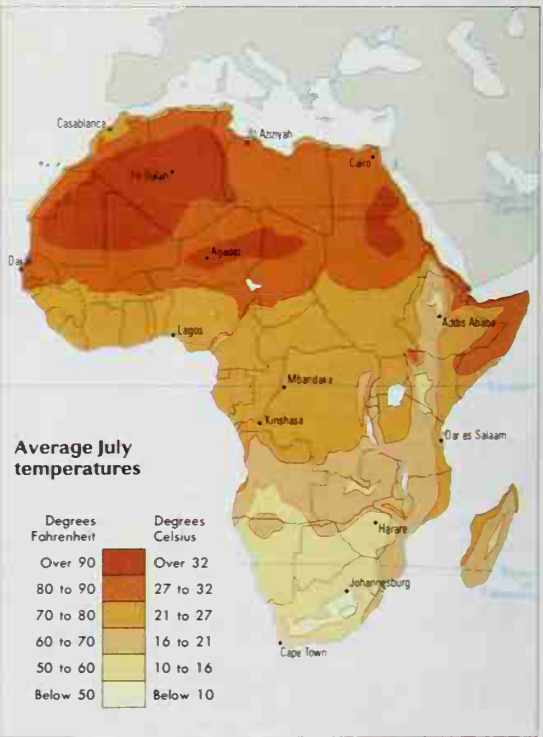 Casablanca
Al Aziziyah
Cairo
Agadez
Addis Ababa
Lagos
Mbandaka
Kinshasa
Dar es Salaam
Average July
temperatures
Degrees Fahrenheit
Degrees Celsius
Over 90 Over 32
80 to 90 27 to 32
70 to 80 21 to 27
60 to 70 16 to 21
50 to 60 10 to 16
Below 50 Below 10
Harare
Johannesburg
Cape Town